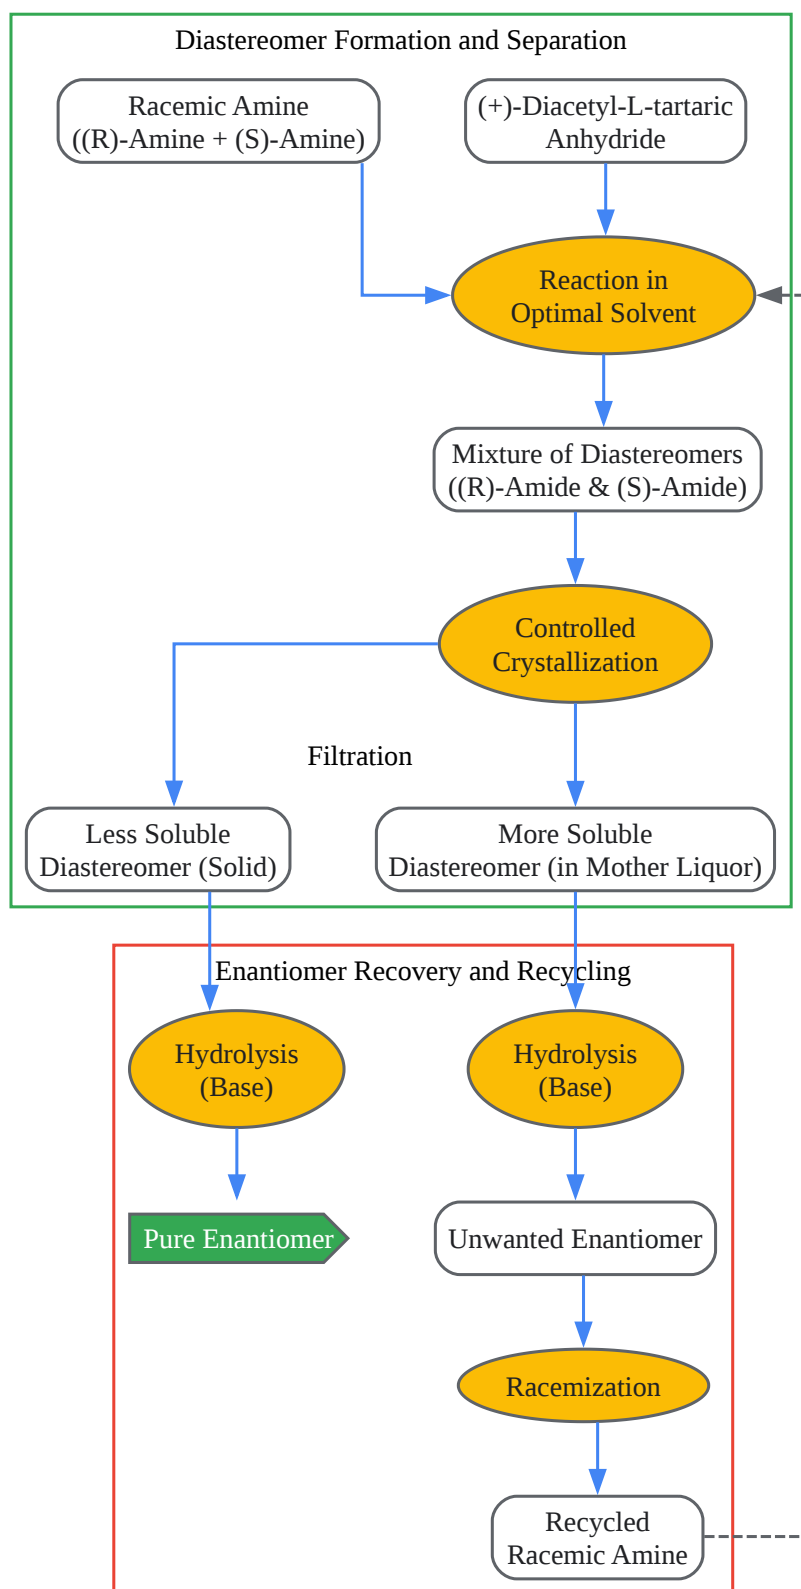 Diastereomer Formation and Separation
Racemic Amine
((R)-Amine + (S)-Amine)
(+)-Diacetyl-L-tartaric
Anhydride
Reaction in
Optimal Solvent
Mixture of Diastereomers
((R)-Amide & (S)-Amide)
Controlled
Crystallization
Filtration
Less Soluble
Diastereomer (Solid)
More Soluble
Diastereomer (in Mother Liquor)
Enantiomer Recovery and Recycling
Hydrolysis
(Base)
Hydrolysis
(Base)
Pure Enantiomer
Unwanted Enantiomer
Racemization
Recycled
Racemic Amine